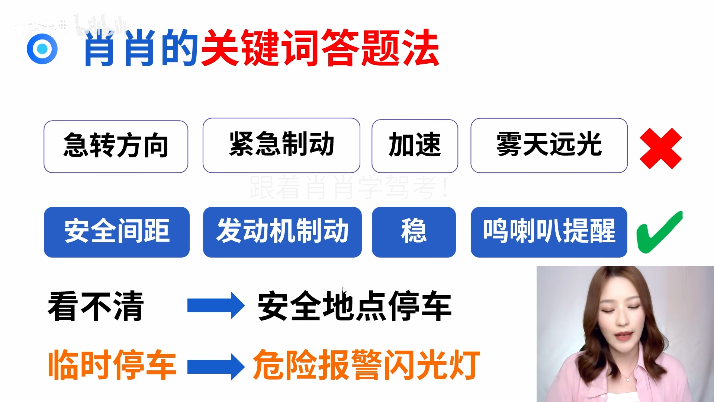 肖肖的关键词答题法
急转方向 紧急制动 加速 雾天远光
跟着肖肖学驾考！
安全间距 发动机制动 稳 鸣喇叭提醒
看不清 安全地点停车
临时停车 危险报警闪光灯